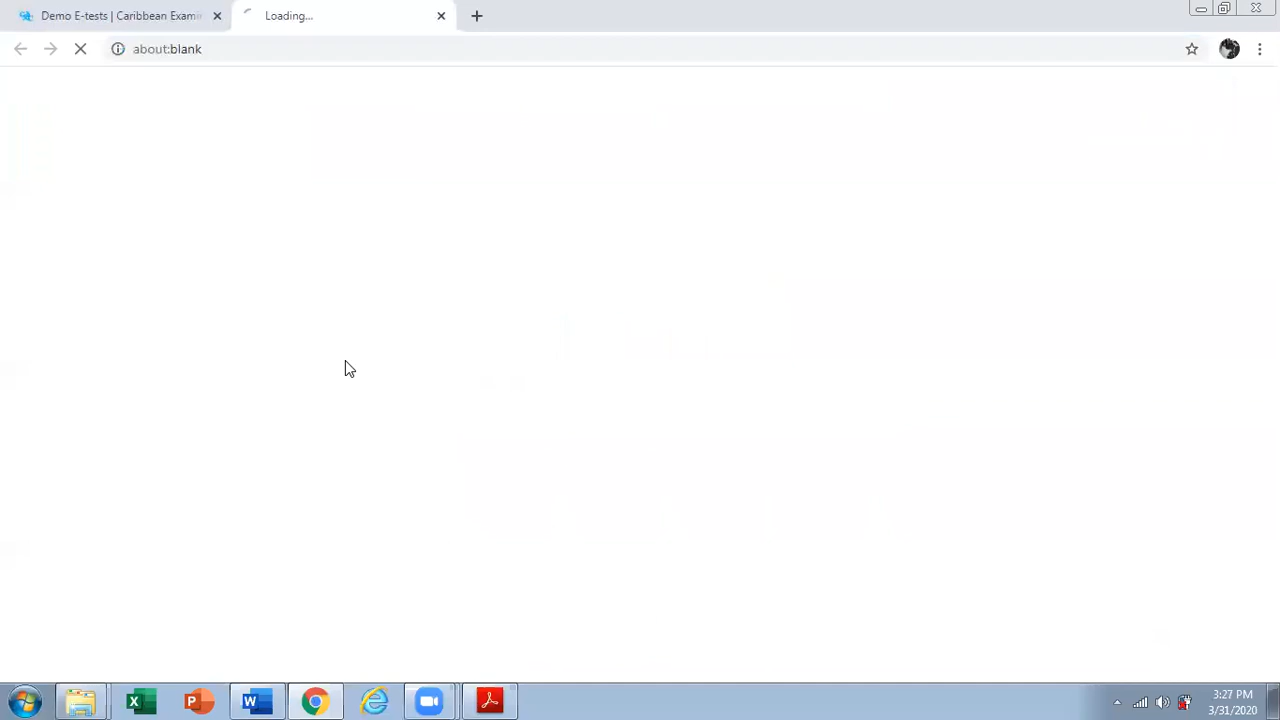 Demo E-tests | Caribbean Exami
Loading...
about:blank
3:27 PM
3/31/2020